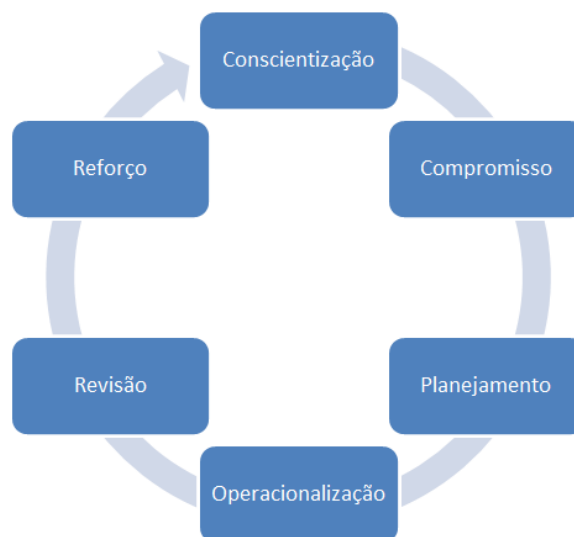 Conscientização
Compromisso
Planejamento
Operacionalização
Revisão
Reforço